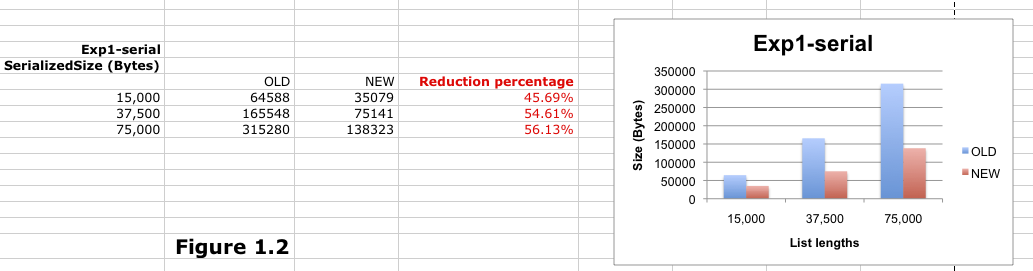 Exp1-serial
SerializedSize (Bytes)
OLD NEW Reduction percentage
15,000 64588 35079 45.69%
37,500 165548 75141 54.61%
75,000 315280 138323 56.13%
Figure 1.2
Exp1-serial
Size (Bytes)
350000
300000
250000
200000
150000
100000
50000
0
15,000 37,500 75,000
List lengths
OLD
NEW